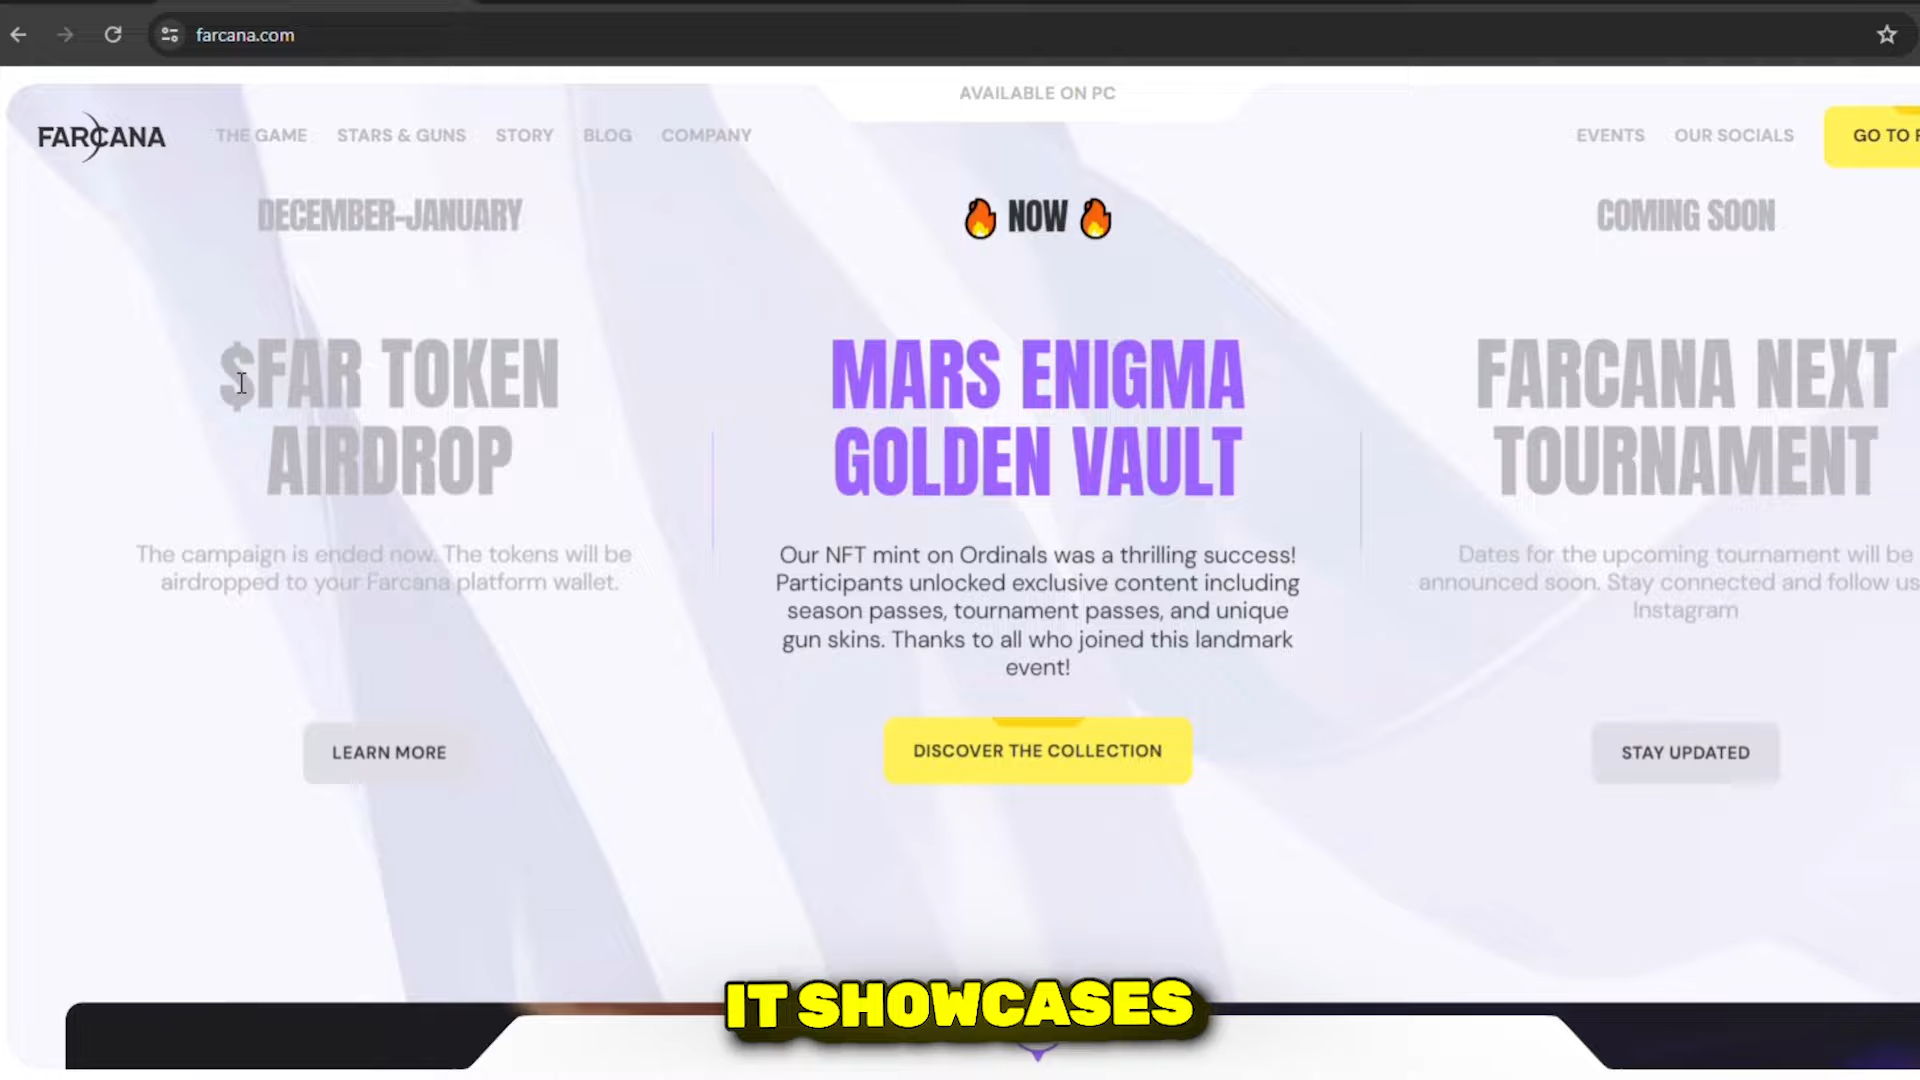 farcana.com
AVAILABLE ON PC
FARCANA
THE GAME
STARS & GUNS
STORY
BLOG
COMPANY
EVENTS
OUR SOCIALS
GO TO
DECEMBER-JANUARY
$FAR TOKEN
AIRDROP
The campaign is ended now. The tokens will be
airdropped to your Farcana platform wallet.
LEARN MORE
🔥 NOW 🔥
MARS ENIGMA
GOLDEN VAULT
Our NFT mint on Ordinals was a thrilling success!
Participants unlocked exclusive content including
season passes, tournament passes, and unique
gun skins. Thanks to all who joined this landmark
event!
DISCOVER THE COLLECTION
COMING SOON
FARCANA NEXT
TOURNAMENT
Dates for the upcoming tournament will be
announced soon. Stay connected and follow us
Instagram
STAY UPDATED
IT SHOWCASES